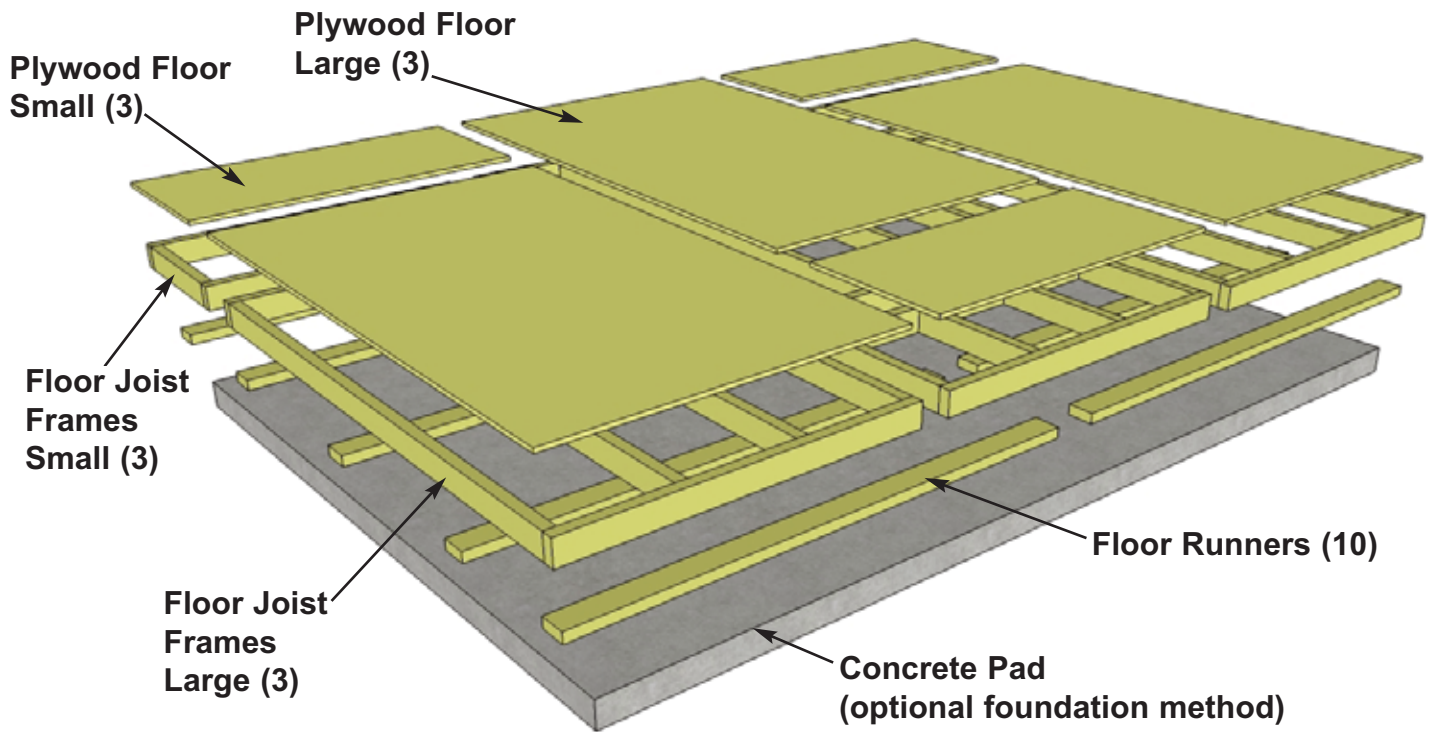 Plywood Floor
Large (3)
Plywood Floor
Small (3)
Floor Joist
Frames
Small (3)
Floor Runners (10)
Floor Joist
Frames
Large (3)
Concrete Pad
(optional foundation method)